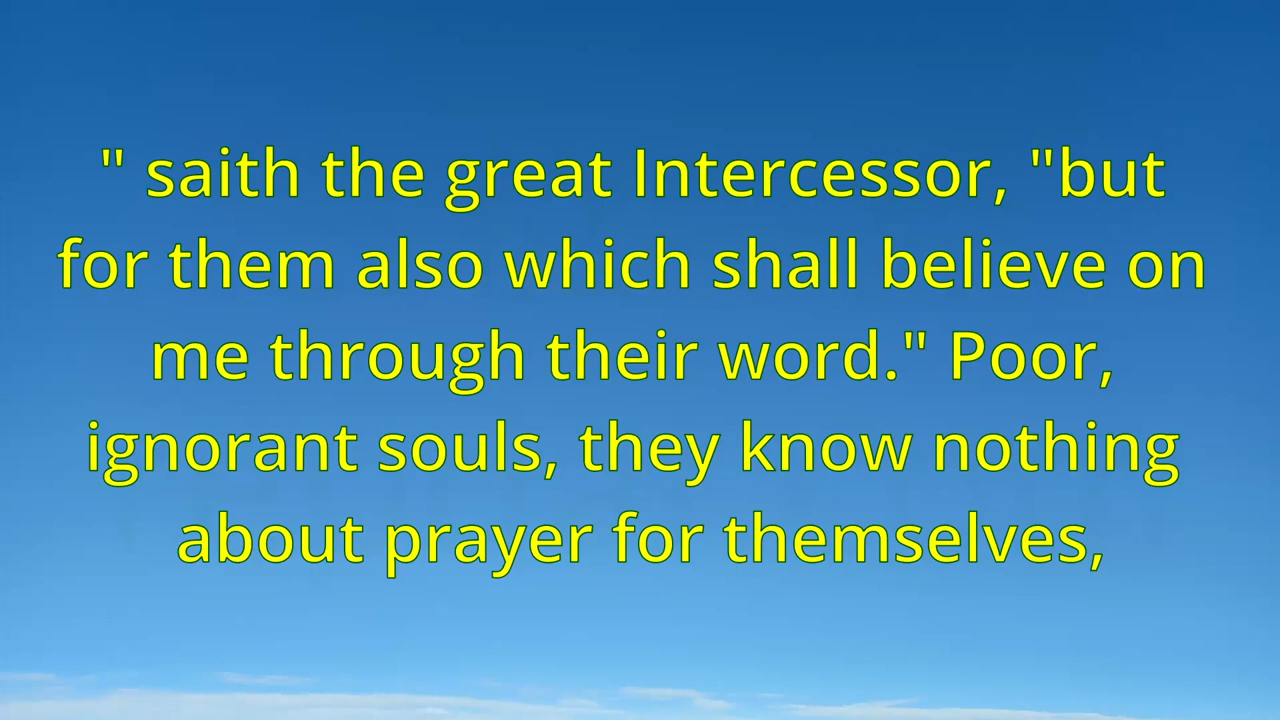 " saith the great Intercessor, "but
for them also which shall believe on
me through their word." Poor,
ignorant souls, they know nothing
about prayer for themselves,